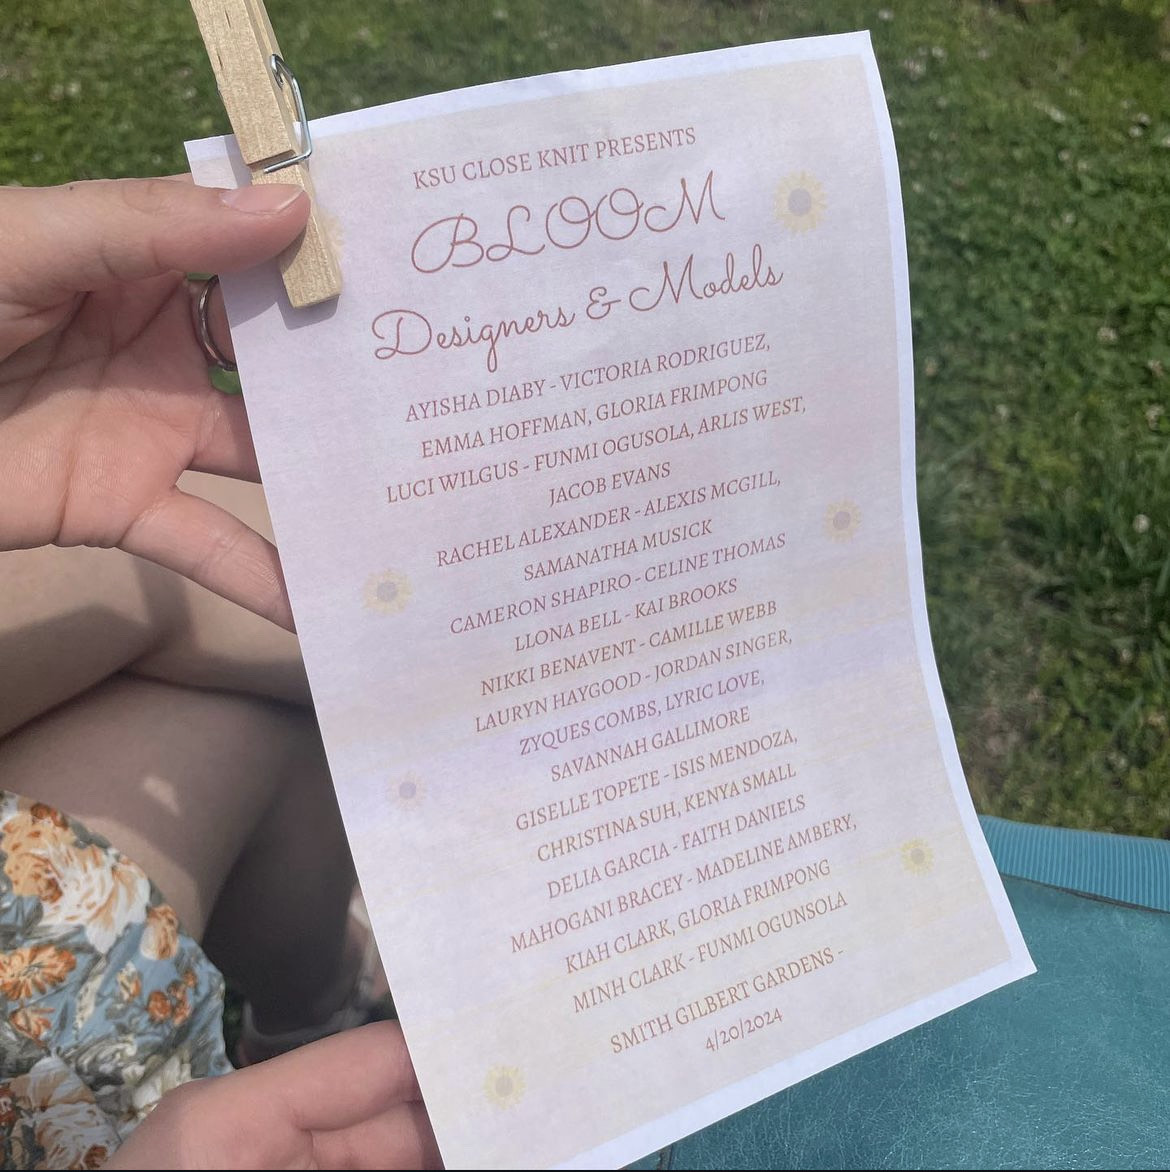 KSU CLOSE KNIT PRESENTS
BLOOM
Designers & Models
AYISHA DIABY - VICTORIA RODRIGUEZ,
EMMA HOFFMAN, GLORIA FRIMPONG
LUCI WILGUS - FUNMI OGUSOLA, ARLIS WEST,
JACOB EVANS
RACHEL ALEXANDER - ALEXIS MCGILL,
SAMANATHA MUSICK
CAMERON SHAPIRO - CELINE THOMAS
LLONA BELL - KAI BROOKS
NIKKI BENAVENT - CAMILLE WEBB
LAURYN HAYGOOD - JORDAN SINGER,
ZYQUES COMBS, LYRIC LOVE,
SAVANNAH GALLIMORE
GISELLE TOPETE - ISIS MENDOZA,
CHRISTINA SUH, KENYA SMALL
DELIA GARCIA - FAITH DANIELS
MAHOGANI BRACEY - MADELINE AMBERY,
KIAH CLARK, GLORIA FRIMPONG
MINH CLARK - FUNMI OGUNSOLA
SMITH GILBERT GARDENS -
4/20/2024